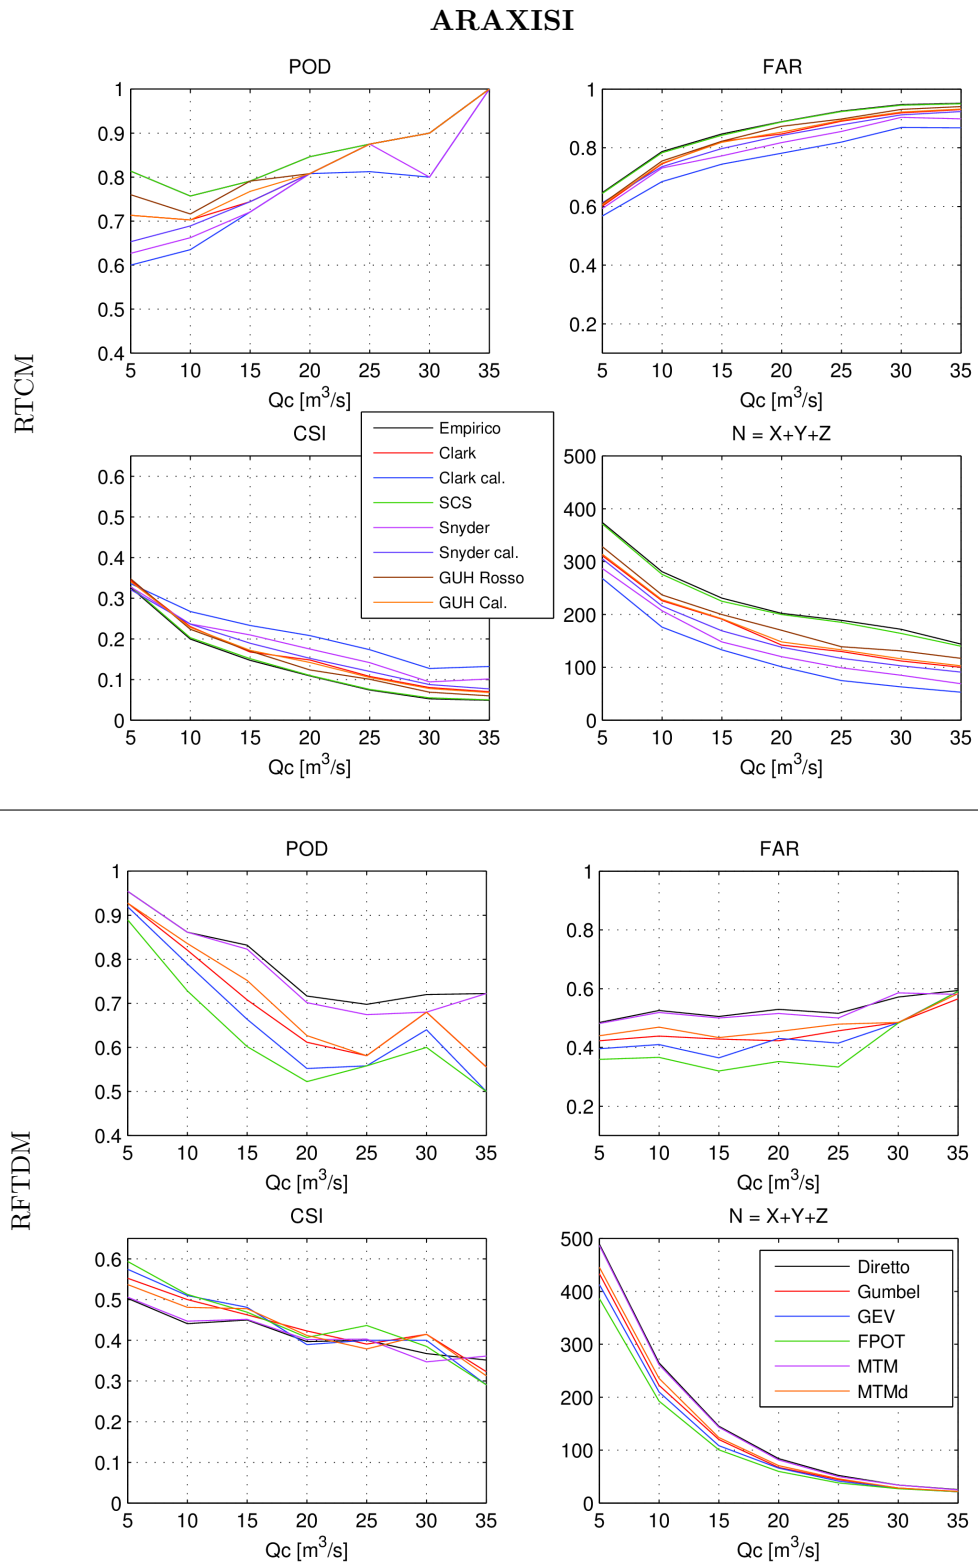 ARAXISI
RTCM
POD
1
0.9
0.8
0.7
0.6
0.5
0.4
5 10 15 20 25 30 35
Qc [m³/s]
FAR
1
0.8
0.6
0.4
0.2
5 10 15 20 25 30 35
Qc [m³/s]
CSI
0.6
0.5
0.4
0.3
0.2
0.1
0
5 10 15 20 25 30 35
Qc [m³/s]
Empirico
Clark
Clark cal.
SCS
Snyder
Snyder cal.
GUH Rosso
GUH Cal.
N = X+Y+Z
500
400
300
200
100
0
5 10 15 20 25 30 35
Qc [m³/s]
RFTDM
POD
1
0.9
0.8
0.7
0.6
0.5
0.4
5 10 15 20 25 30 35
Qc [m³/s]
FAR
1
0.8
0.6
0.4
0.2
5 10 15 20 25 30 35
Qc [m³/s]
CSI
0.6
0.5
0.4
0.3
0.2
0.1
0
5 10 15 20 25 30 35
Qc [m³/s]
N = X+Y+Z
500
400
300
200
100
0
5 10 15 20 25 30 35
Qc [m³/s]
Diretto
Gumbel
GEV
FPOT
MTM
MTMd